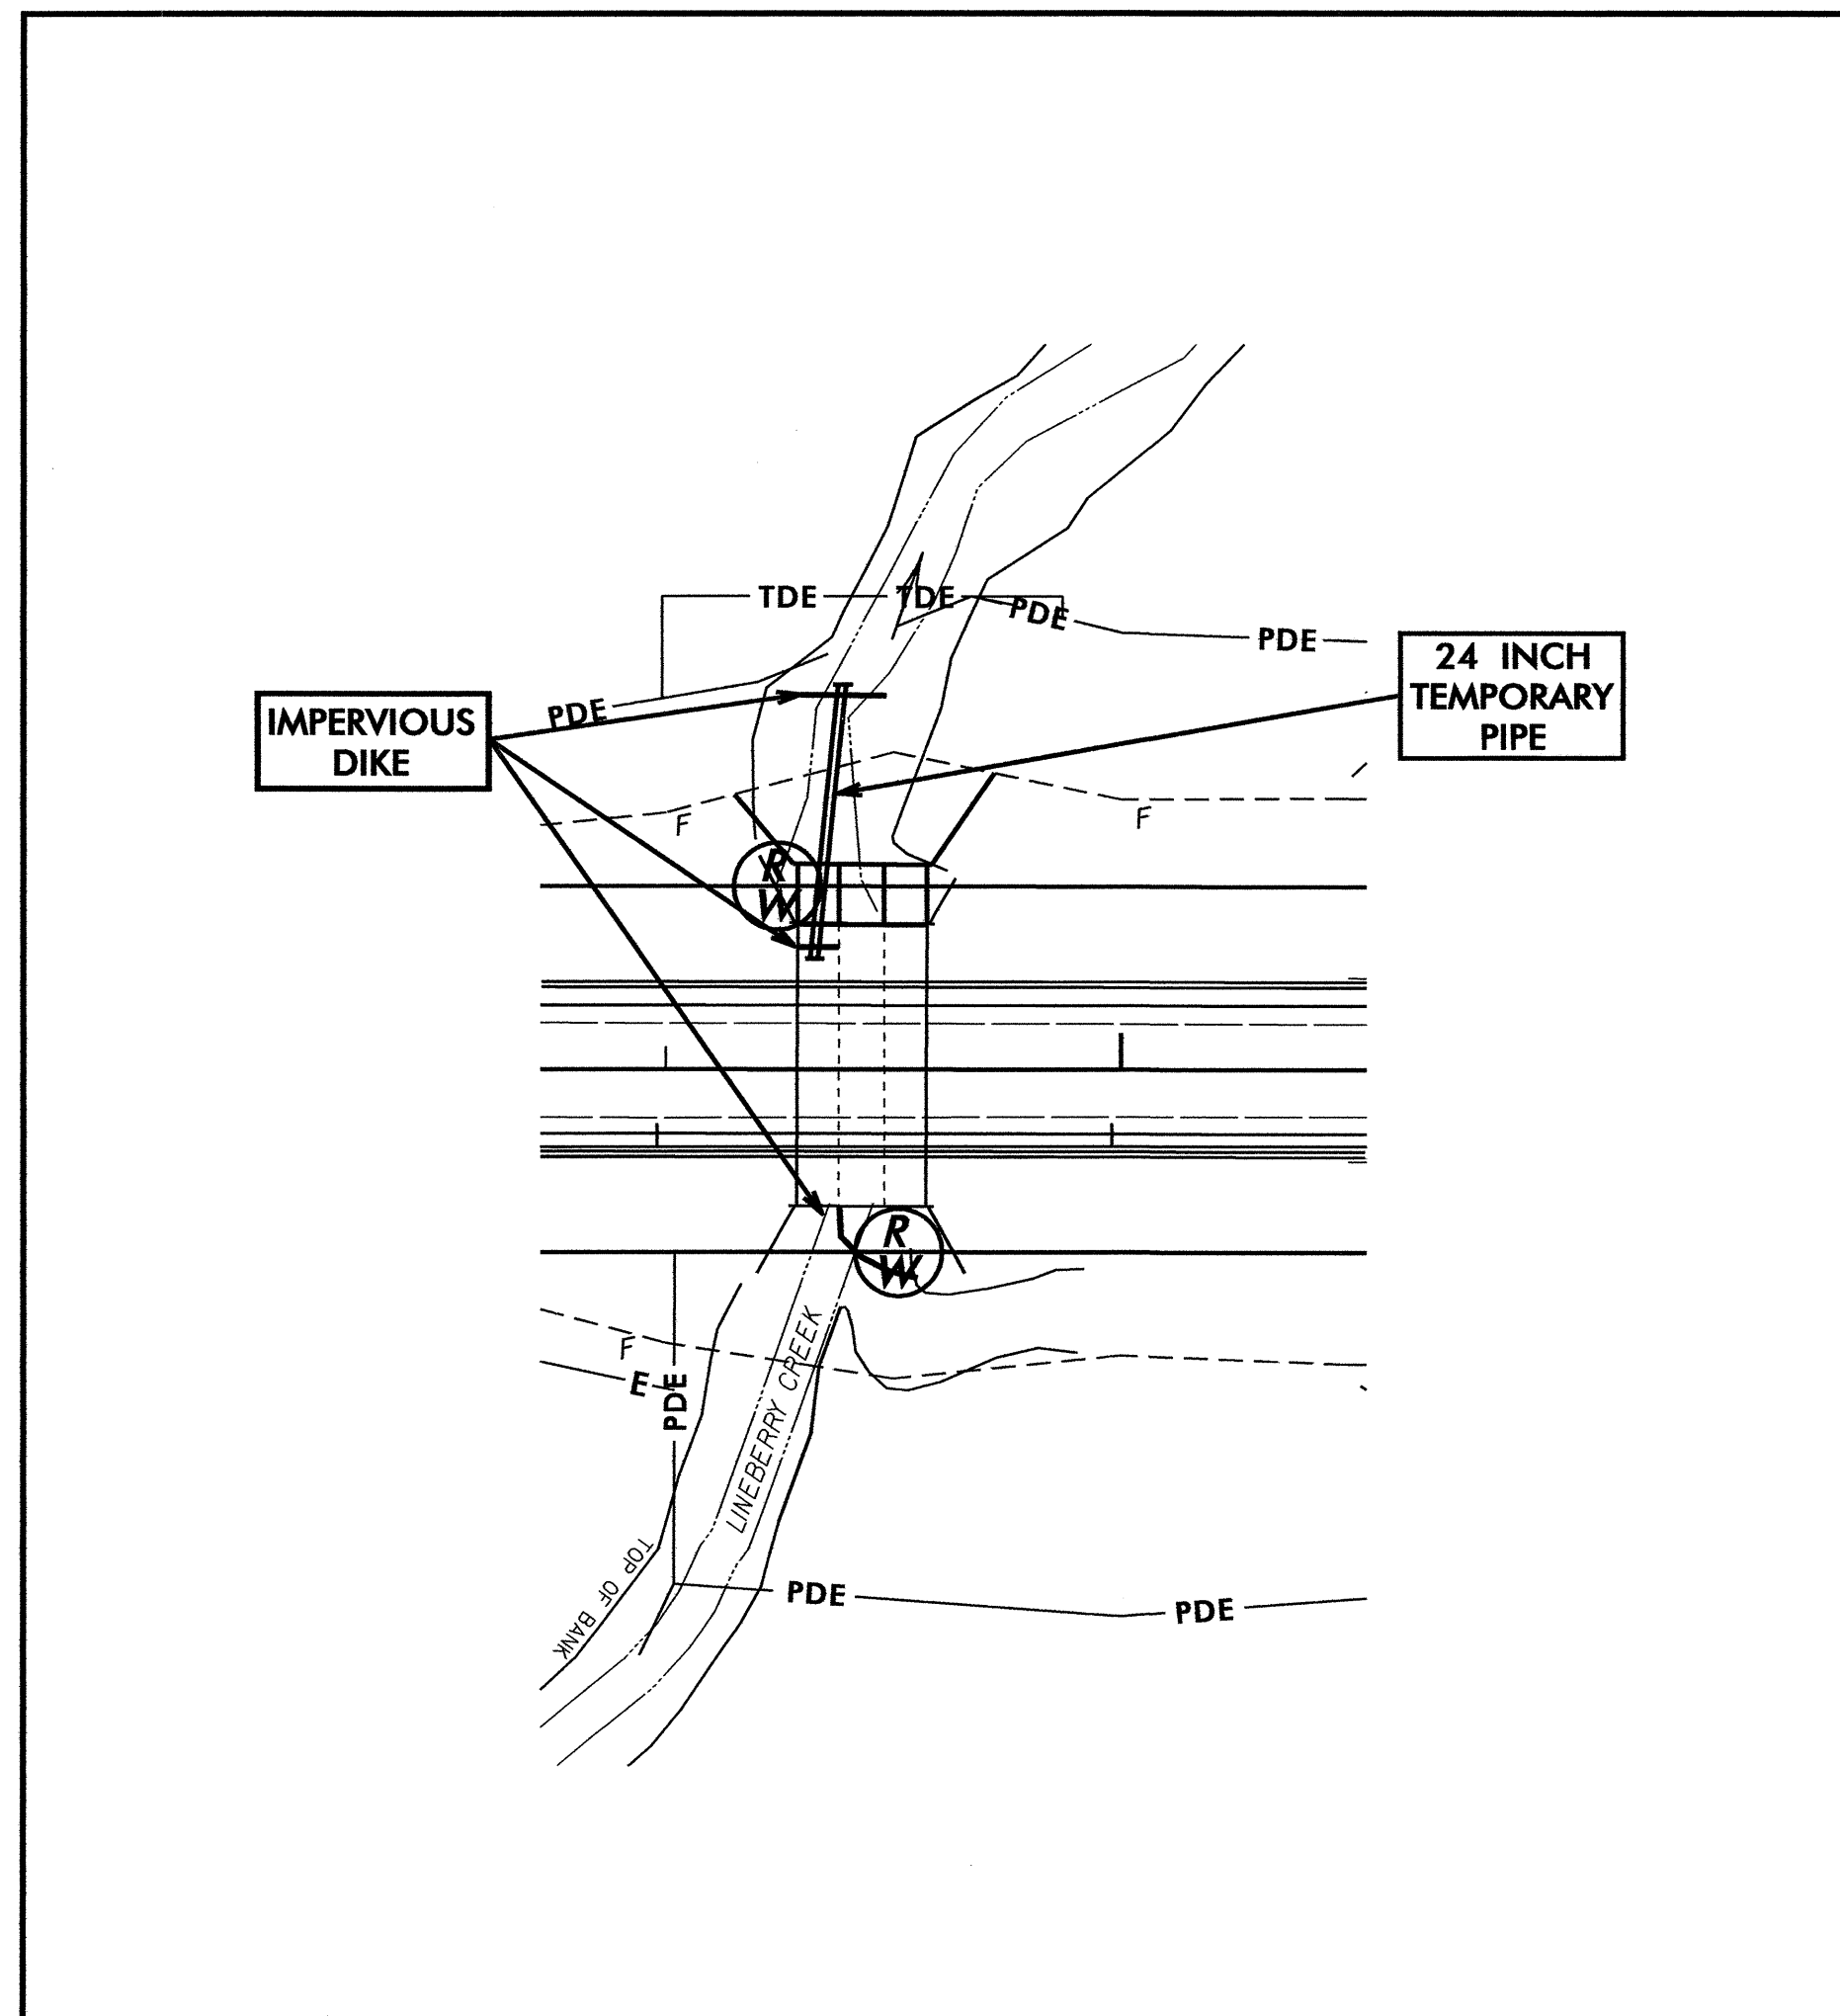 TDE
TDE
PDE
PDE
24 INCH
TEMPORARY
PIPE
PDE
IMPERVIOUS
DIKE
F
F
R
W
R
W
LINEBERRY CREEK
F
E
PDE
TOP OF BANK
PDE
PDE